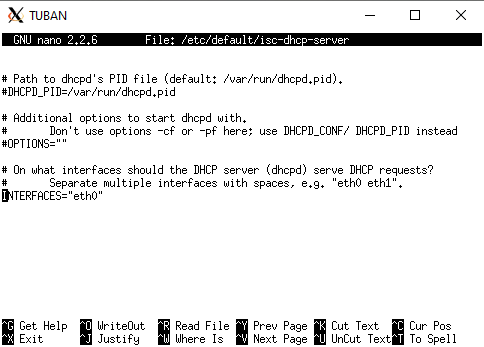 TUBAN
GNU nano 2.2.6 File: /etc/default/isc-dhcp-server
# Path to dhcpd's PID file (default: /var/run/dhcpd.pid).
#DHCPD_PID=/var/run/dhcpd.pid
# Additional options to start dhcpd with.
# Don't use options -cf or -pf here; use DHCPD_CONF/ DHCPD_PID instead
#OPTIONS=""
# On what interfaces should the DHCP server (dhcpd) serve DHCP requests?
# Separate multiple interfaces with spaces, e.g. "eth0 eth1".
INTERFACES="eth0"
^G Get Help ^O WriteOut ^R Read File ^Y Prev Page ^K Cut Text ^C Cur Pos
^X Exit ^J Justify ^W Where Is ^V Next Page ^U UnCut Text ^T To Spell